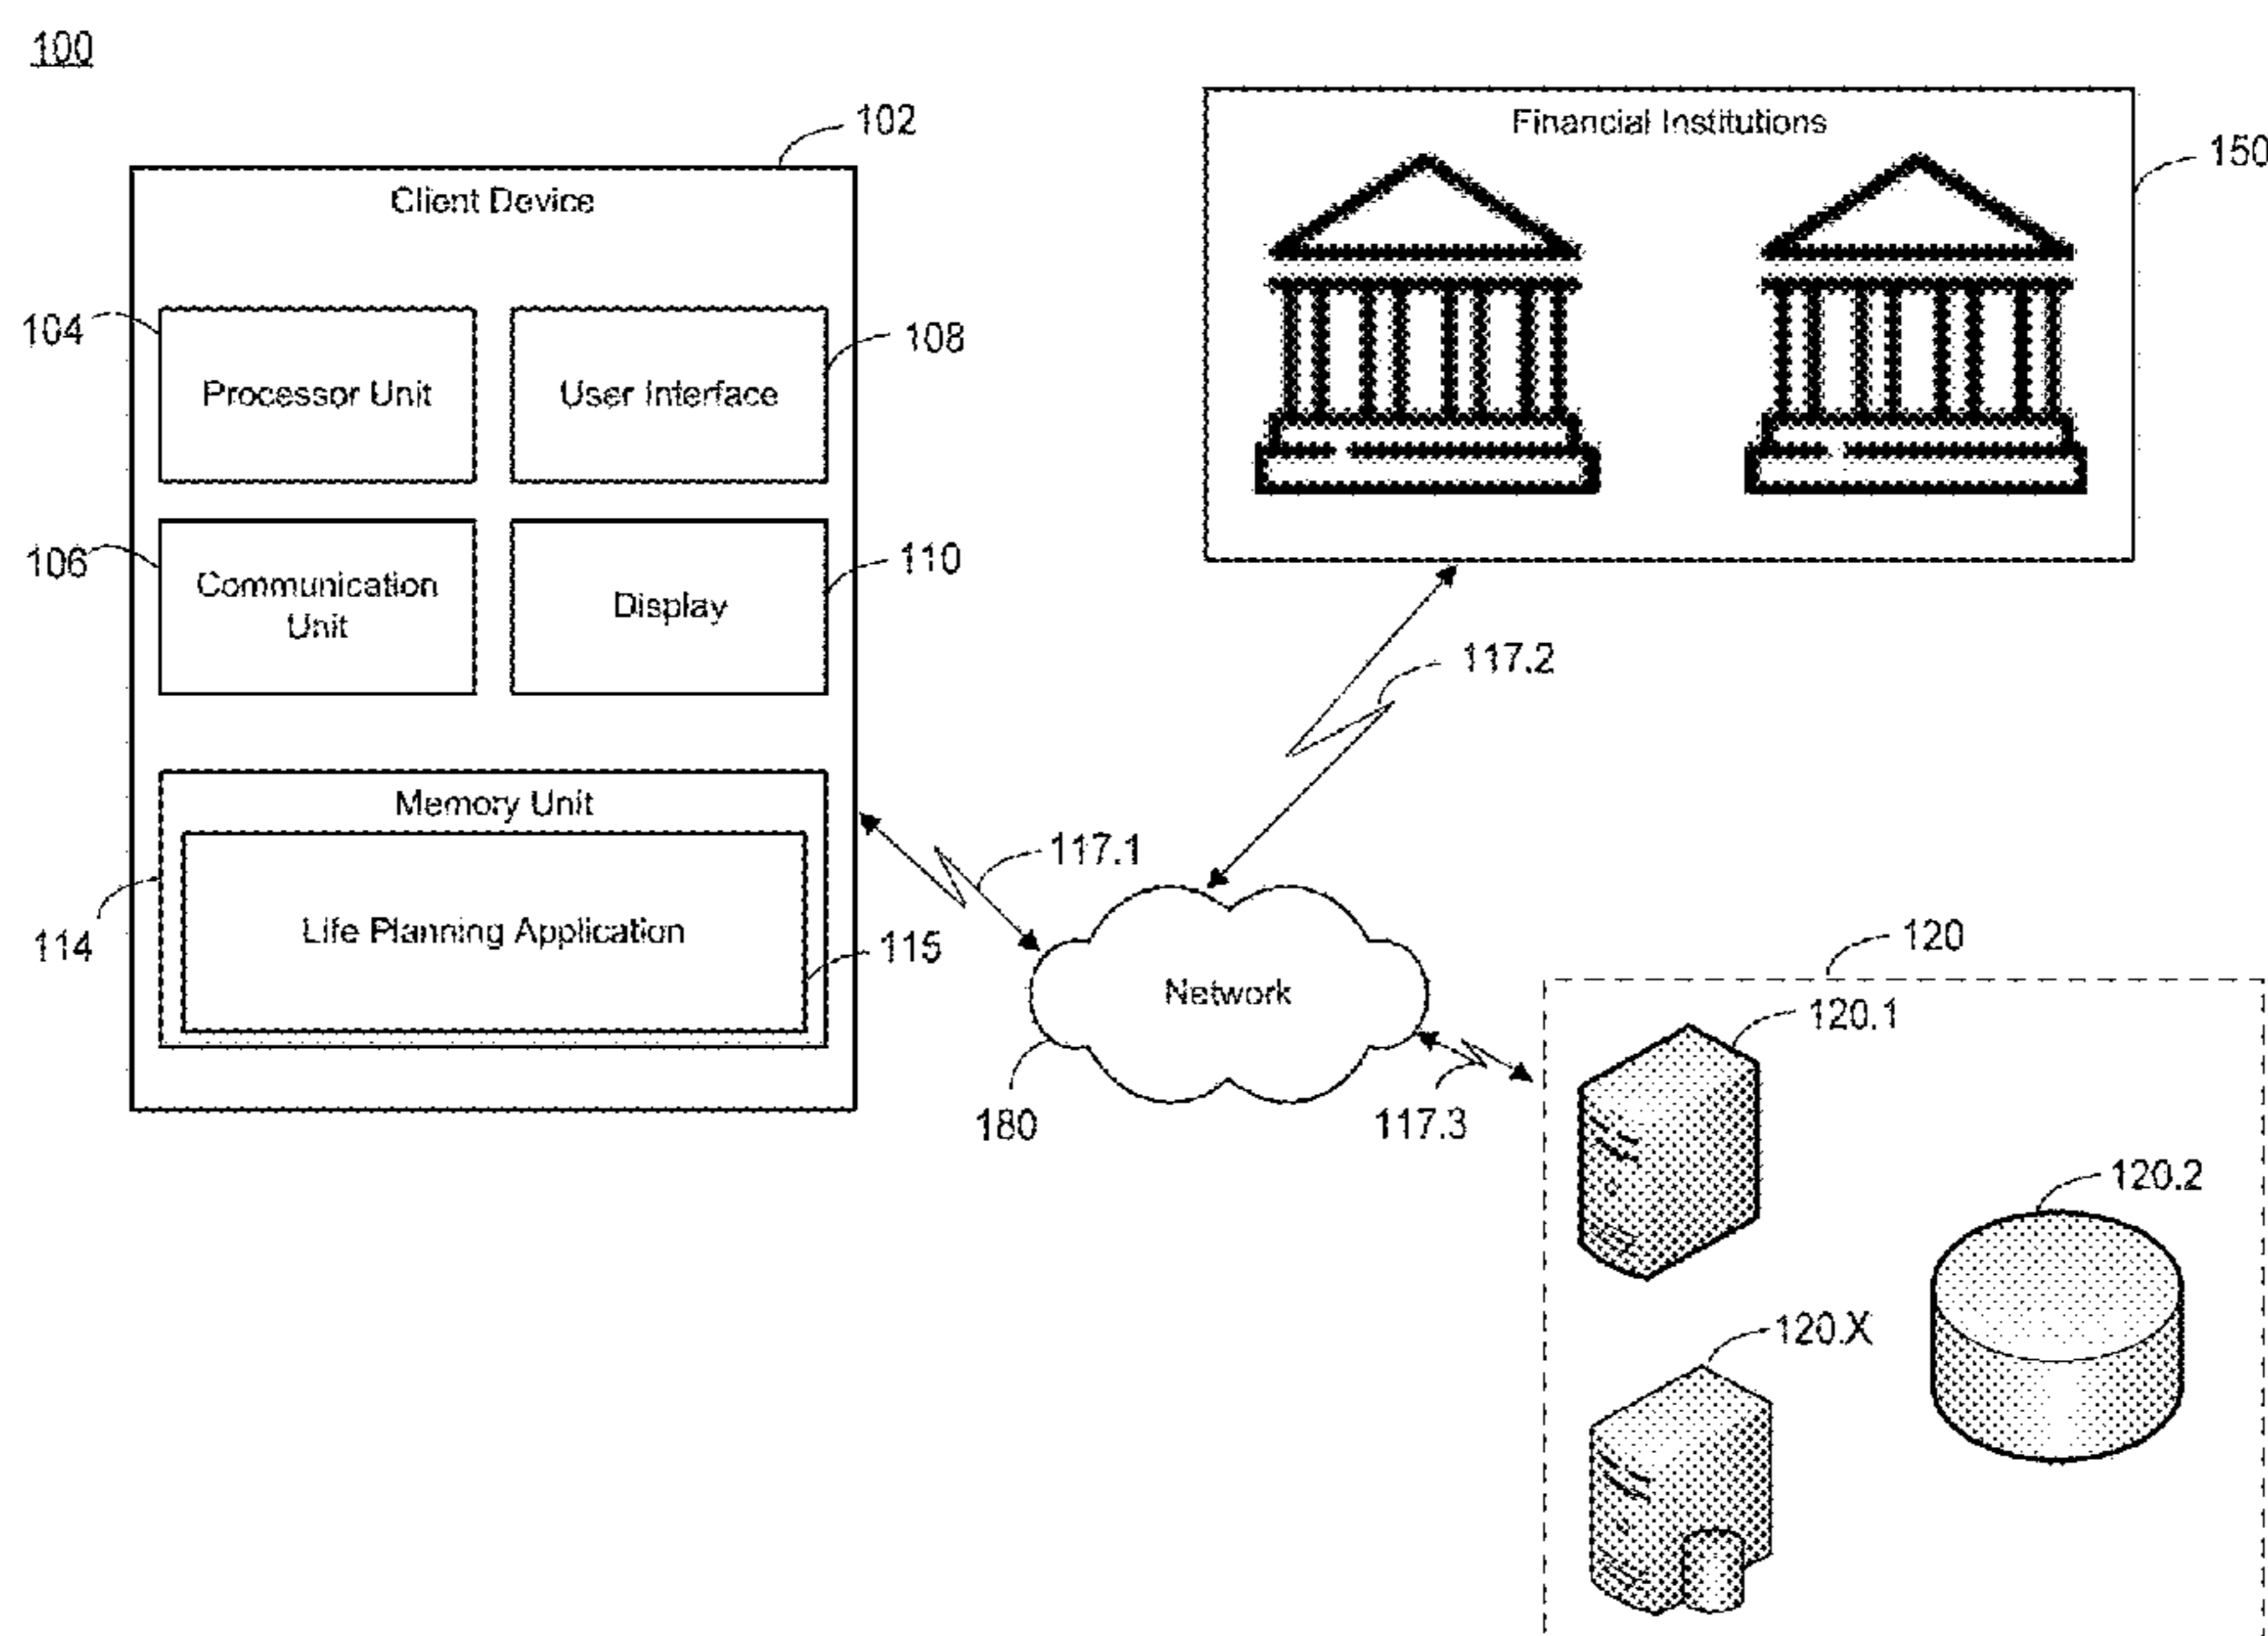 100
102
Client Device
104
Processor Unit
108
User Interface
106
Communication
Unit
110
Display
Memory Unit
114
Life Planning Application
115
Financial Institutions
150
117.2
117.1
Network
180
117.3
120
120.1
120.2
120.X